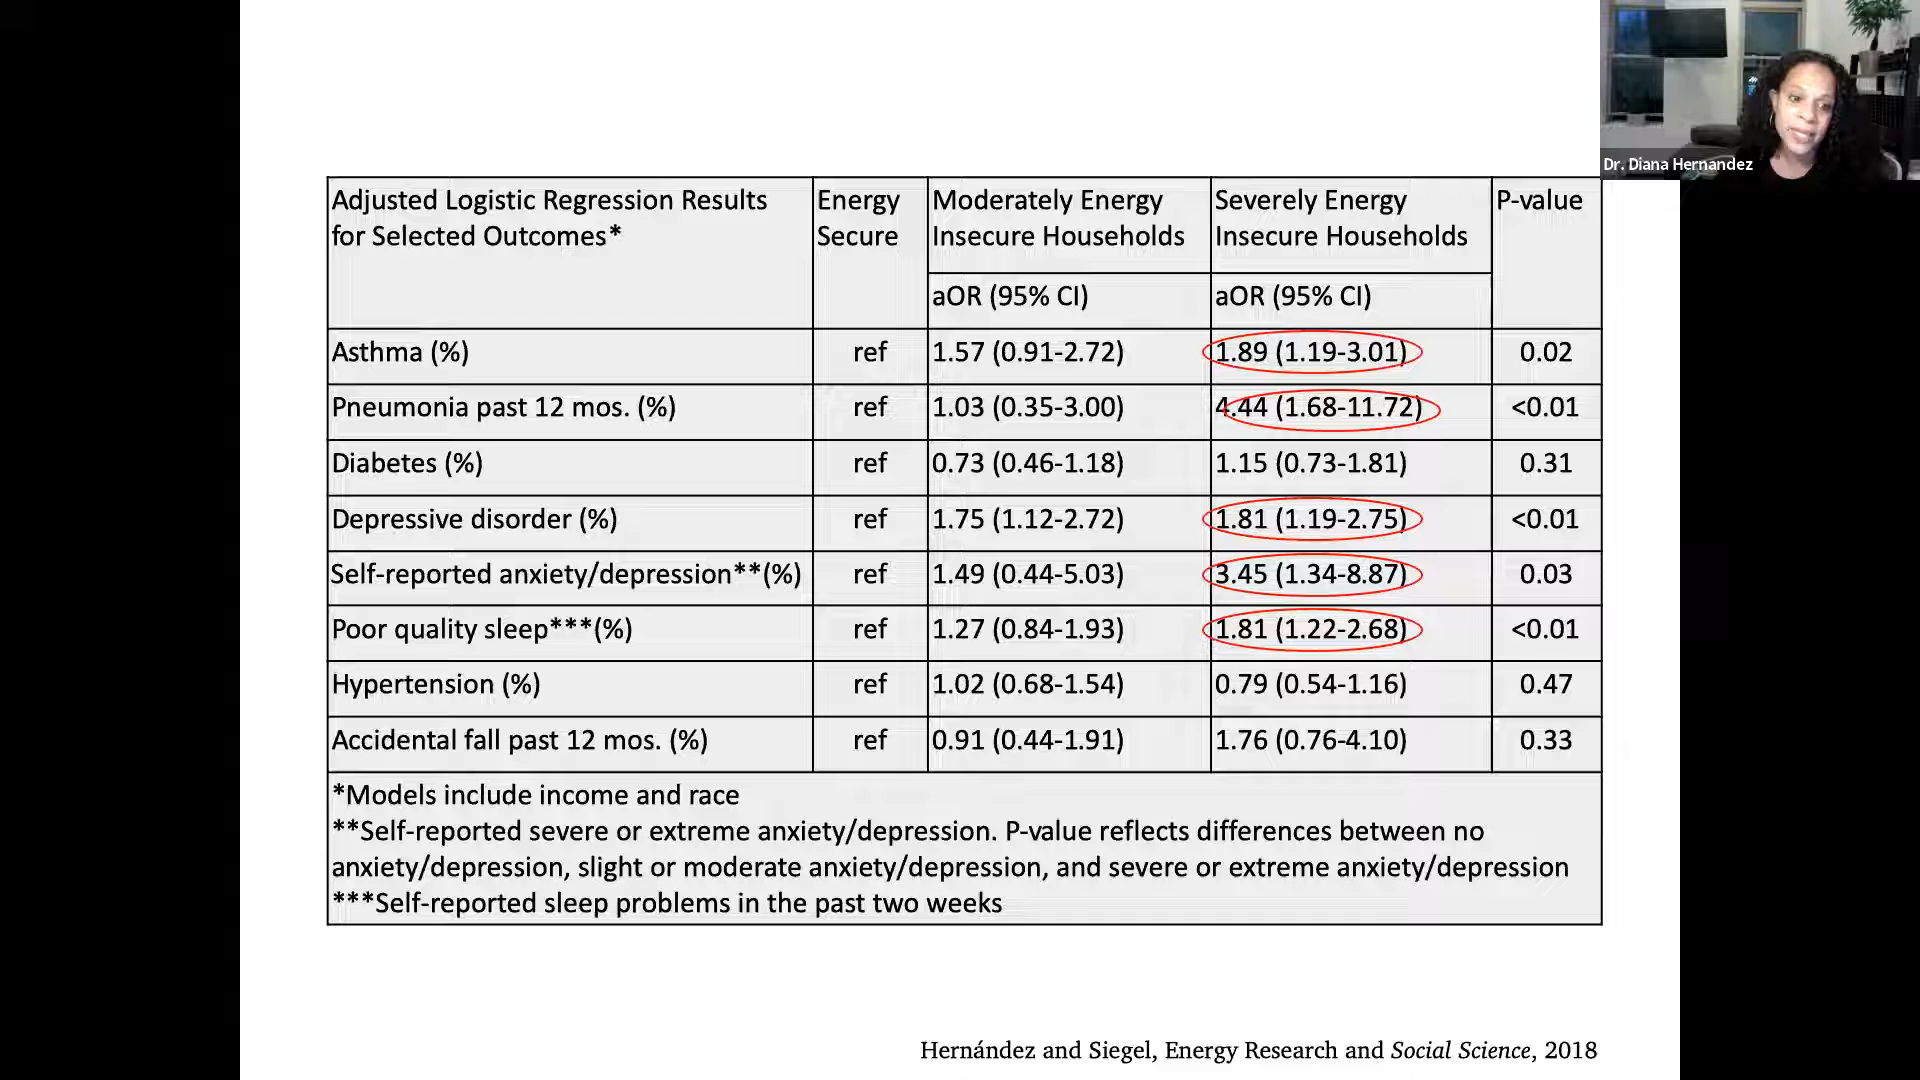 Dr. Diana Hernandez
Adjusted Logistic Regression Results
for Selected Outcomes*
Energy
Secure
Moderately Energy
Insecure Households
Severely Energy
Insecure Households
P-value
aOR (95% CI)
aOR (95% CI)
Asthma (%) ref 1.57 (0.91-2.72) 1.89 (1.19-3.01) 0.02
Pneumonia past 12 mos. (%) ref 1.03 (0.35-3.00) 4.44 (1.68-11.72) <0.01
Diabetes (%) ref 0.73 (0.46-1.18) 1.15 (0.73-1.81) 0.31
Depressive disorder (%) ref 1.75 (1.12-2.72) 1.81 (1.19-2.75) <0.01
Self-reported anxiety/depression**(%) ref 1.49 (0.44-5.03) 3.45 (1.34-8.87) 0.03
Poor quality sleep***(%) ref 1.27 (0.84-1.93) 1.81 (1.22-2.68) <0.01
Hypertension (%) ref 1.02 (0.68-1.54) 0.79 (0.54-1.16) 0.47
Accidental fall past 12 mos. (%) ref 0.91 (0.44-1.91) 1.76 (0.76-4.10) 0.33
*Models include income and race
**Self-reported severe or extreme anxiety/depression. P-value reflects differences between no
anxiety/depression, slight or moderate anxiety/depression, and severe or extreme anxiety/depression
***Self-reported sleep problems in the past two weeks
Hernández and Siegel, Energy Research and Social Science, 2018